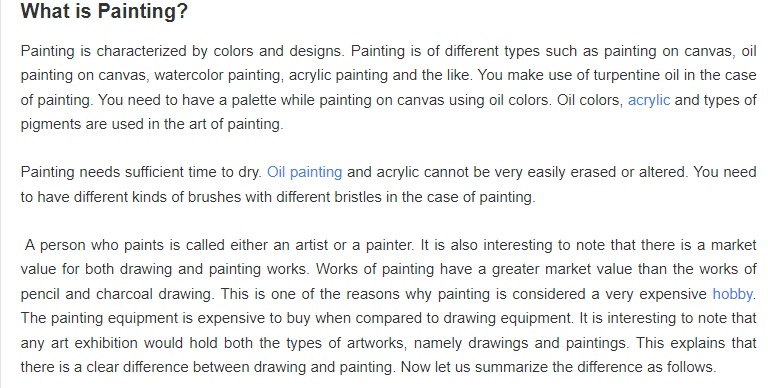 What is Painting?
Painting is characterized by colors and designs. Painting is of different types such as painting on canvas, oil
painting on canvas, watercolor painting, acrylic painting and the like. You make use of turpentine oil in the case
of painting. You need to have a palette while painting on canvas using oil colors. Oil colors, acrylic and types of
pigments are used in the art of painting.
Painting needs sufficient time to dry. Oil painting and acrylic cannot be very easily erased or altered. You need
to have different kinds of brushes with different bristles in the case of painting.
A person who paints is called either an artist or a painter. It is also interesting to note that there is a market
value for both drawing and painting works. Works of painting have a greater market value than the works of
pencil and charcoal drawing. This is one of the reasons why painting is considered a very expensive hobby.
The painting equipment is expensive to buy when compared to drawing equipment. It is interesting to note that
any art exhibition would hold both the types of artworks, namely drawings and paintings. This explains that
there is a clear difference between drawing and painting. Now let us summarize the difference as follows.